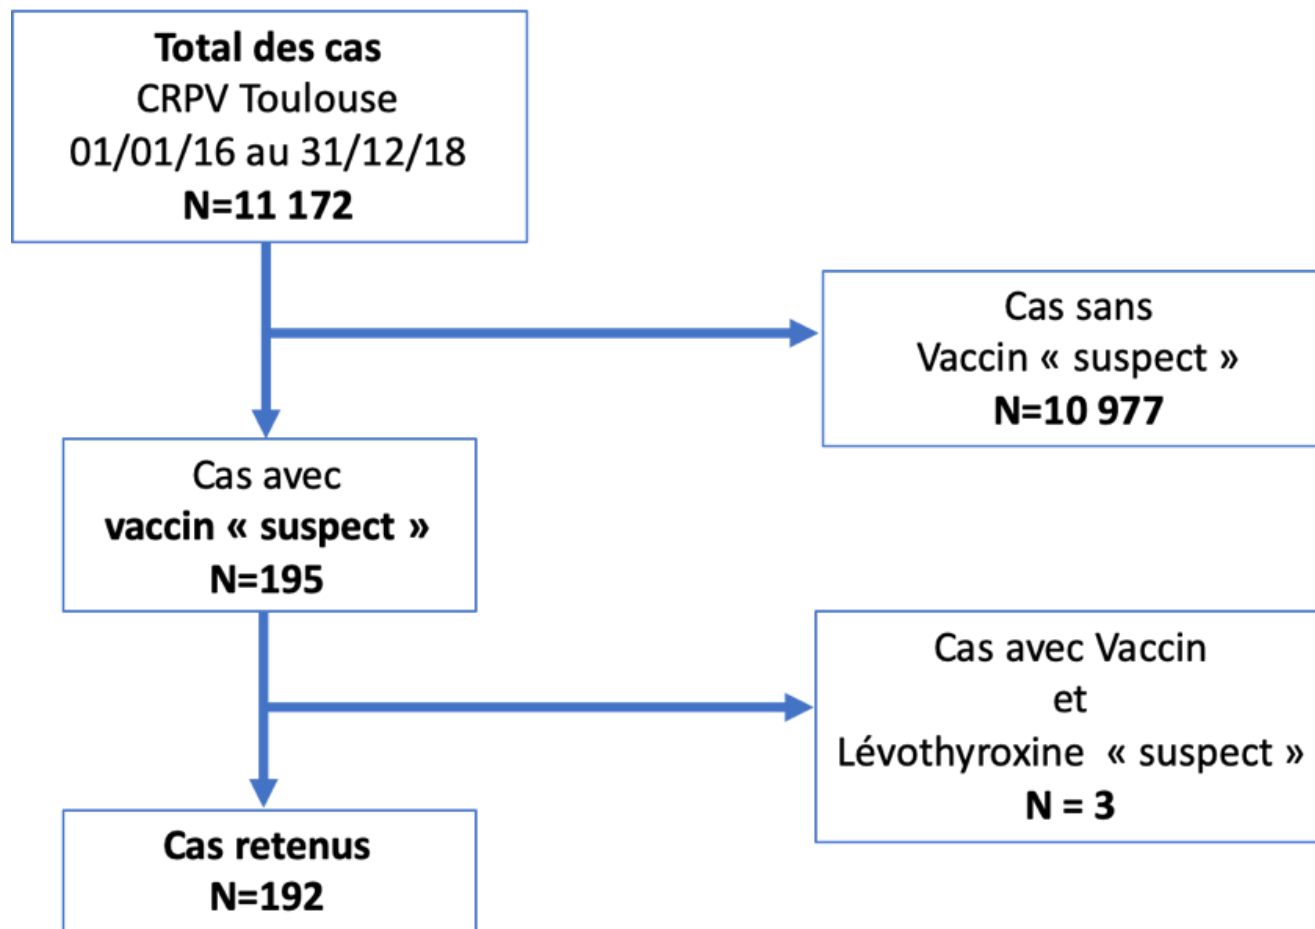 Total des cas
CRPV Toulouse
01/01/16 au 31/12/18
N=11 172
Cas sans
Vaccin « suspect »
N=10 977
Cas avec
vaccin « suspect »
N=195
Cas avec Vaccin
et
Lévothyroxine « suspect »
N = 3
Cas retenus
N=192